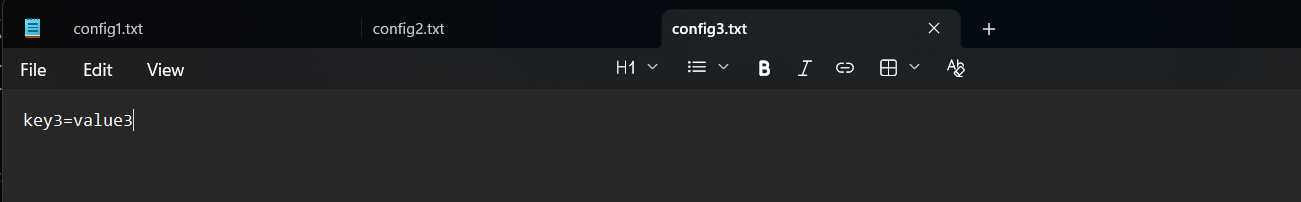 config1.txt config2.txt config3.txt
File Edit View H1 B I
key3=value3